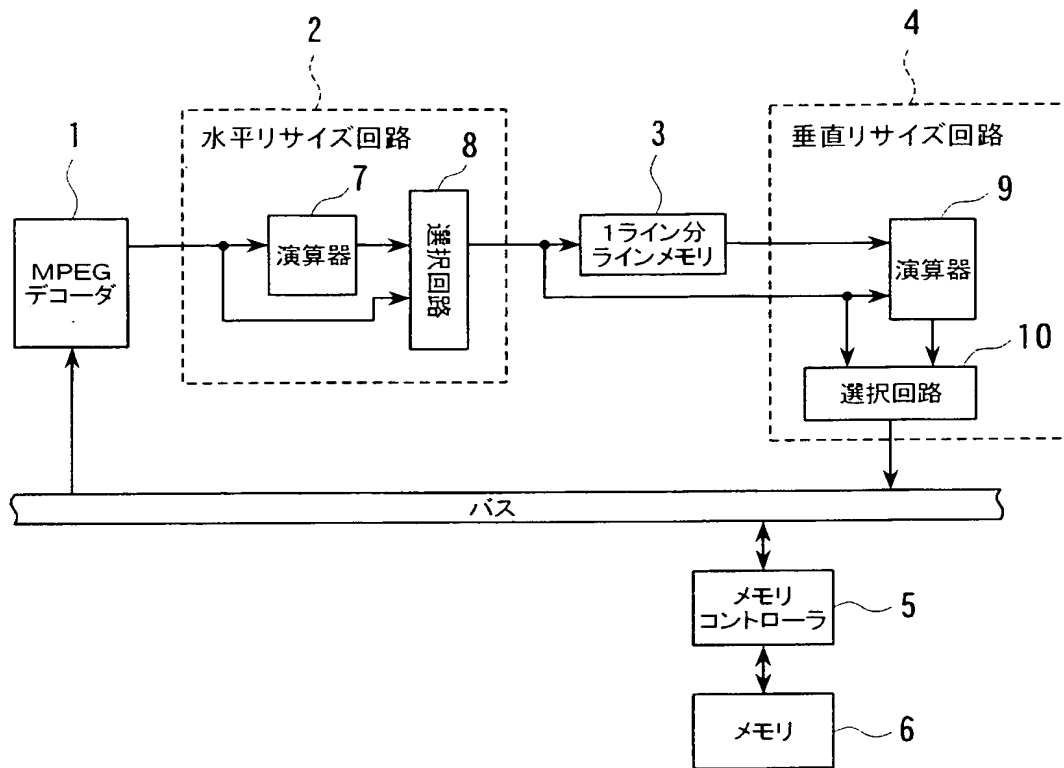 2
4
水平リサイズ回路
垂直リサイズ回路
1
8
3
7
9
MPEG
デコーダ
演算器
選択回路
1ライン分
ラインメモリ
演算器
10
選択回路
バス
メモリ
コントローラ
5
メモリ
6